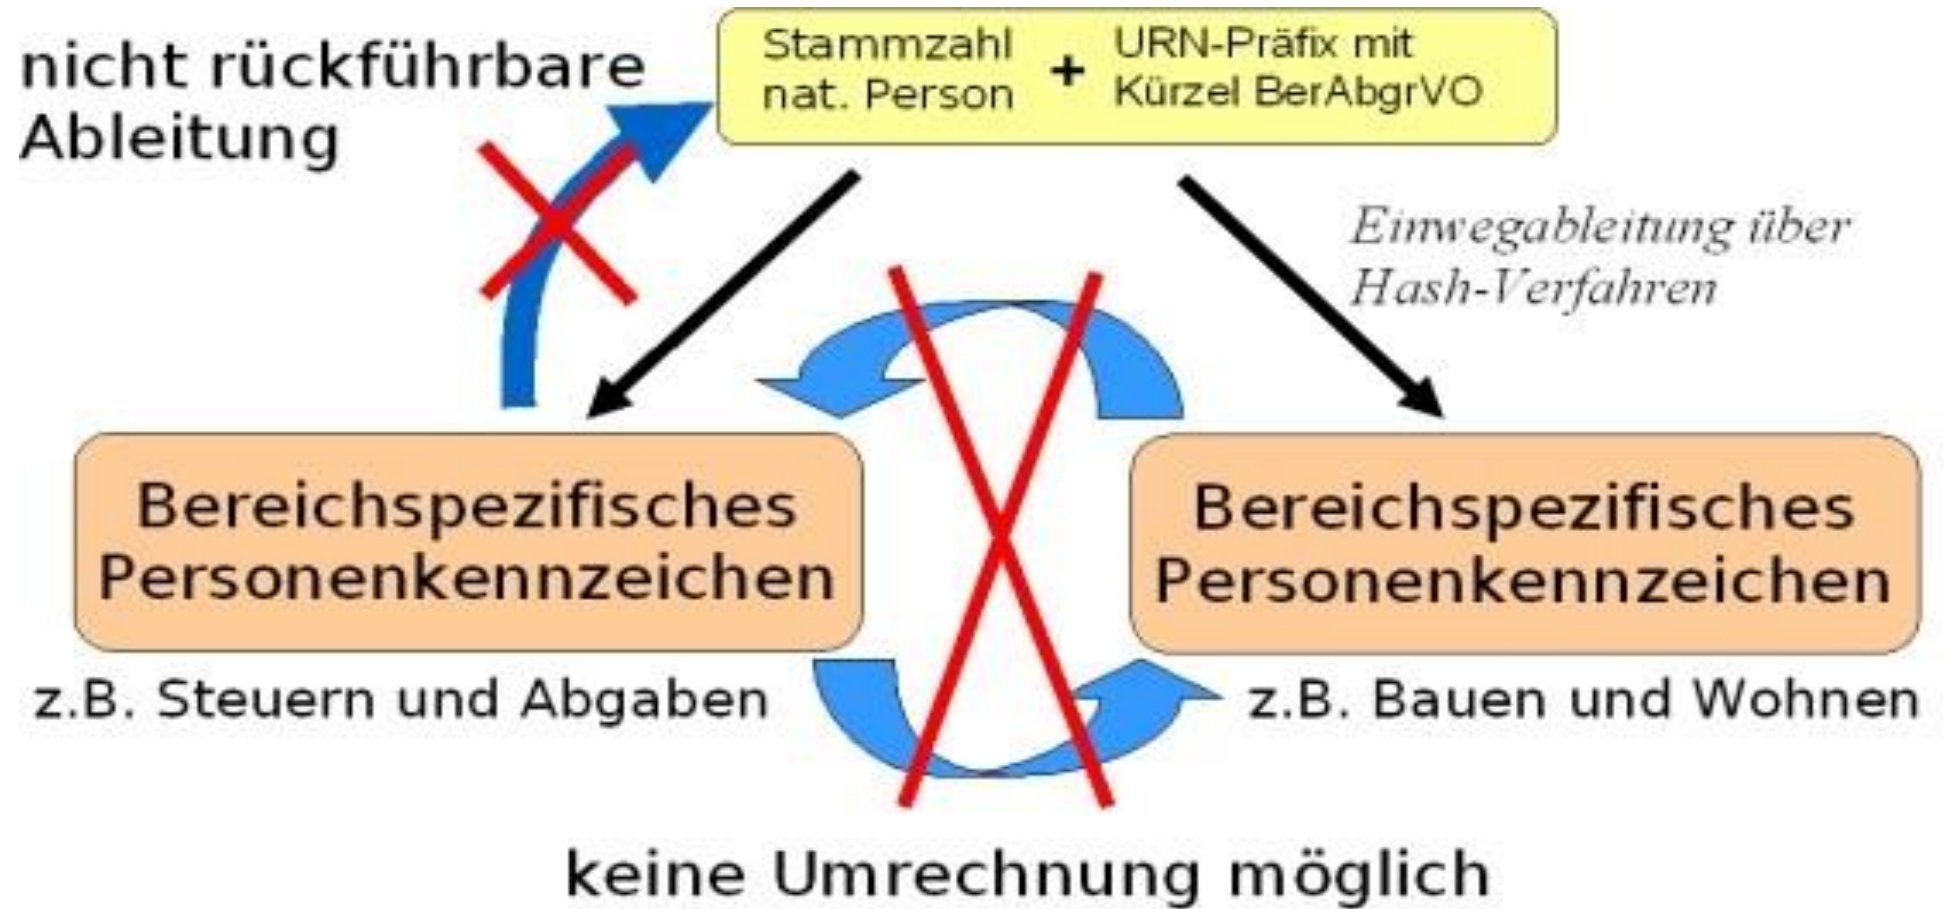 nicht rückführbare
Ableitung
Stammzahl
nat. Person
+
URN-Präfix mit
Kürzel BerAbgrVO
Einwegableitung über
Hash-Verfahren
Bereichspezifisches
Personenkennzeichen
Bereichspezifisches
Personenkennzeichen
z.B. Steuern und Abgaben
z.B. Bauen und Wohnen
keine Umrechnung möglich